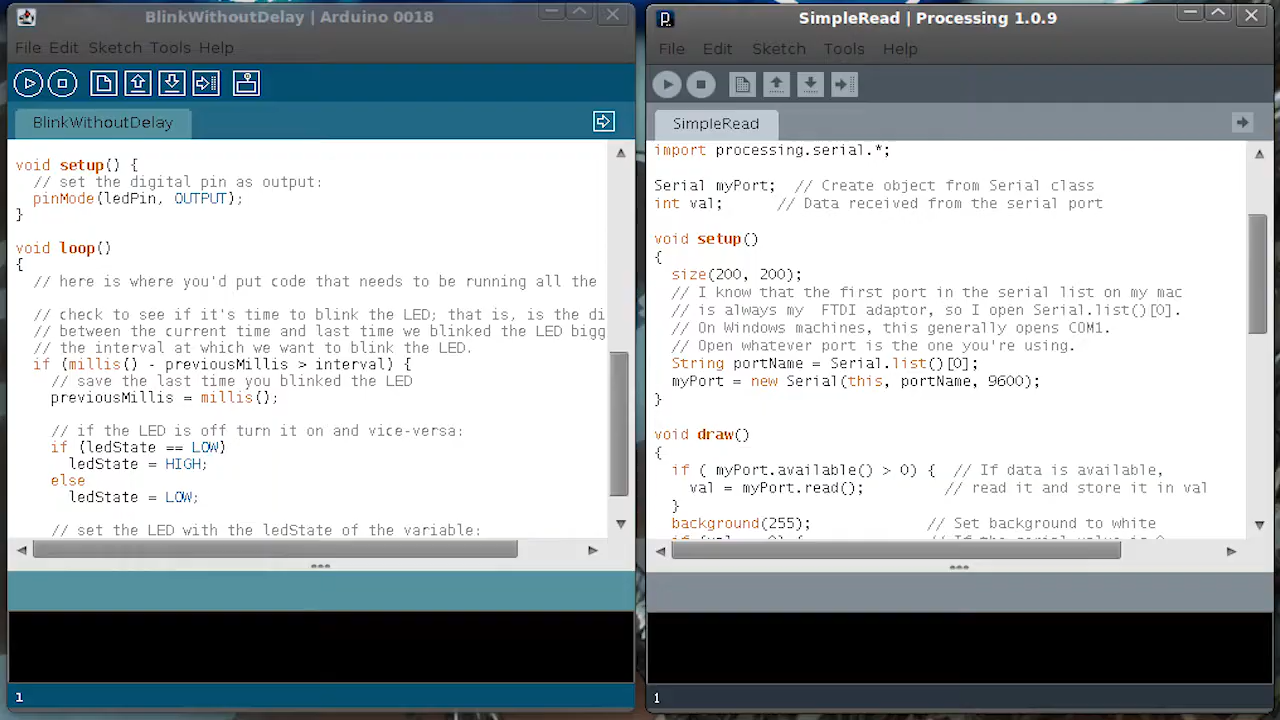 BlinkWithoutDelay | Arduino 0018
File Edit Sketch Tools Help
BlinkWithoutDelay
void setup() {
  // set the digital pin as output:
  pinMode(ledPin, OUTPUT);
}
void loop()
{
  // here is where you'd put code that needs to be running all the
  // check to see if it's time to blink the LED; that is, is the di
  // between the current time and last time we blinked the LED bigg
  // the interval at which we want to blink the LED.
  if (millis() - previousMillis > interval) {
    // save the last time you blinked the LED
    previousMillis = millis();
    // if the LED is off turn it on and vice-versa:
    if (ledState == LOW)
      ledState = HIGH;
    else
      ledState = LOW;
    // set the LED with the ledState of the variable:
1
SimpleRead | Processing 1.0.9
File Edit Sketch Tools Help
SimpleRead
import processing.serial.*;
Serial myPort;  // Create object from Serial class
int val;      // Data received from the serial port
void setup()
{
  size(200, 200);
  // I know that the first port in the serial list on my mac
  // is always my  FTDI adaptor, so I open Serial.list()[0].
  // On Windows machines, this generally opens COM1.
  // Open whatever port is the one you're using.
  String portName = Serial.list()[0];
  myPort = new Serial(this, portName, 9600);
}
void draw()
{
  if ( myPort.available() > 0) {  // If data is available,
    val = myPort.read();         // read it and store it in val
  }
  background(255);             // Set background to white
1